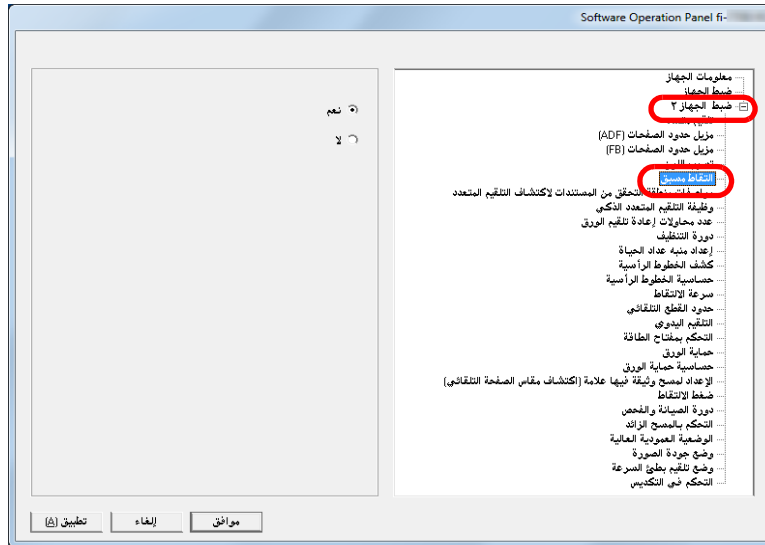 Software Operation Panel fi-
معلومات الجهاز
ضبط الجهاز
ضبط الجهاز ٢
مزيل حدود الصفحات (ADF)
مزيل حدود الصفحات (FB)
التقاط مسبق
التحقق من المستندات لاكتشاف التلقيم المتعدد
وظيفة التلقيم المتعدد الذكي
عدد محاولات إعادة تلقيم الورق
دورة التنظيف
إعداد منبه عداد الحياة
كشف الخطوط الرأسية
حساسية الخطوط الرأسية
سرعة الالتقاط
حدود القطع التلقائي
التلقيم اليدوي
التحكم بمفتاح الطاقة
حماية الورق
حساسية حماية الورق
الإعداد لمسح وثيقة فيها علامة (اكتشاف مقاس الصفحة التلقائي)
ضغط الالتقاط
دورة الصيانة والفحص
التحكم بالمسح الزائد
الوضعية العمودية العالية
وضع جودة الصورة
وضع تلقيم بطئ السرعة
التحكم في التكديس
نعم
لا
موافق
إلغاء
تطبيق (A)